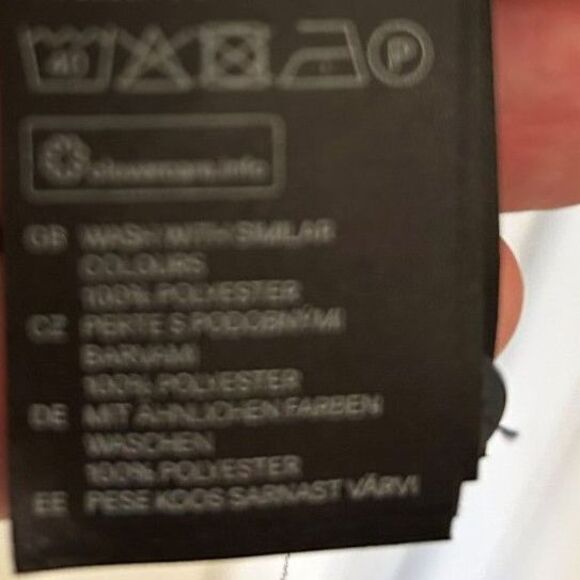 40
P
clevercare.info
GB WASH WITH SIMILAR
COLOURS
100% POLYESTER
CZ PERTE S PODOBNÝMI
BARVAMI
100% POLYESTER
DE MIT ÄHNLICHEN FARBEN
WASCHEN
100% POLYESTER
EE PESE KOOS SARNAST VÄRVI